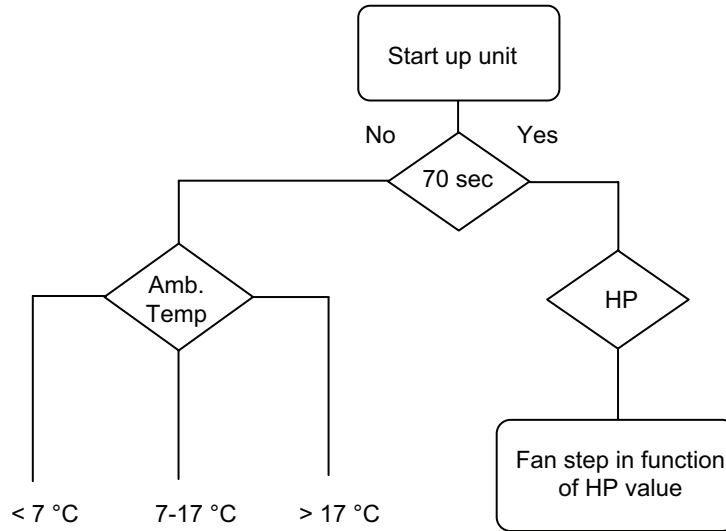 Start up unit
No
Yes
70 sec
Amb.
Temp
HP
Fan step in function
of HP value
< 7 °C
7-17 °C
> 17 °C